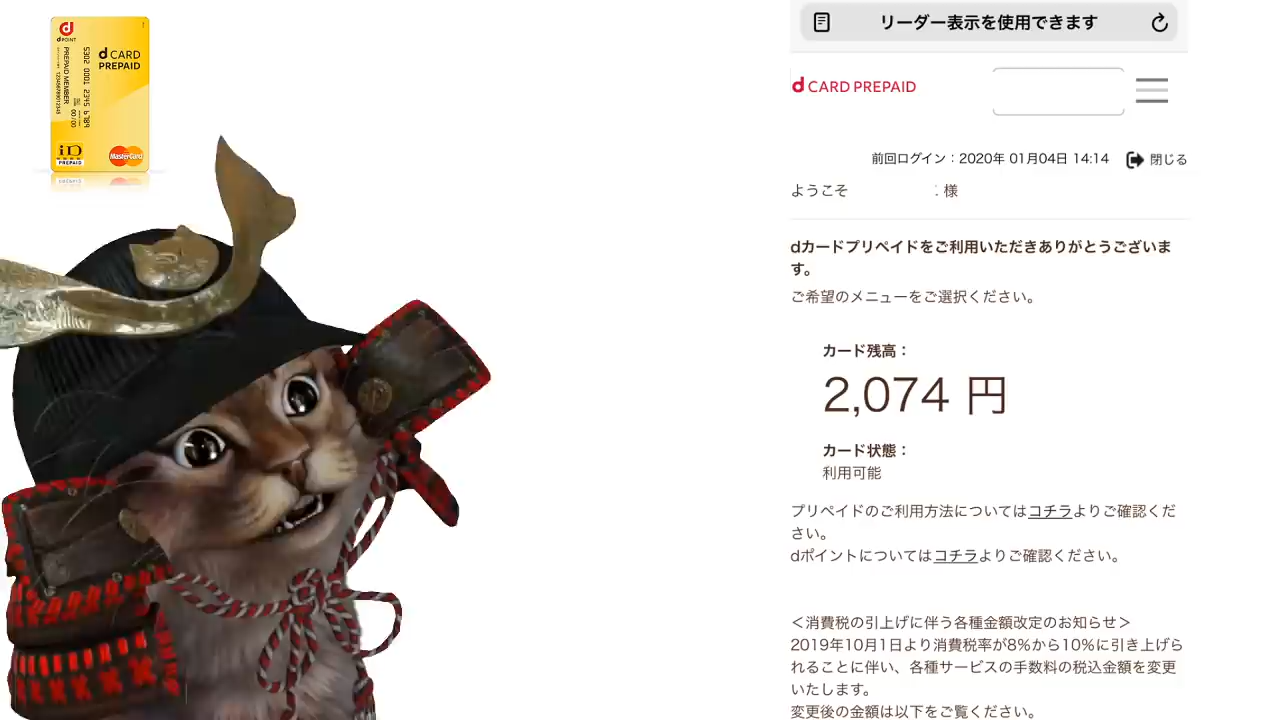 d POINT
d CARD
PREPAID
5302 0001 2345 6789
PREPAID MEMBER
00/00
iD
PREPAID
MasterCard
リーダー表示を使用できます
d CARD PREPAID
前回ログイン：2020年 01月04日 14:14
閉じる
ようこそ
様
dカードプリペイドをご利用いただきありがとうございま
す。
ご希望のメニューをご選択ください。
カード残高：
2,074 円
カード状態：
利用可能
プリペイドのご利用方法についてはコチラよりご確認くだ
さい。
dポイントについてはコチラよりご確認ください。
＜消費税の引上げに伴う各種金額改定のお知らせ＞
2019年10月1日より消費税率が8%から10%に引き上げら
れることに伴い、各種サービスの手数料の税込金額を変更
いたします。
変更後の金額は以下をご覧ください。